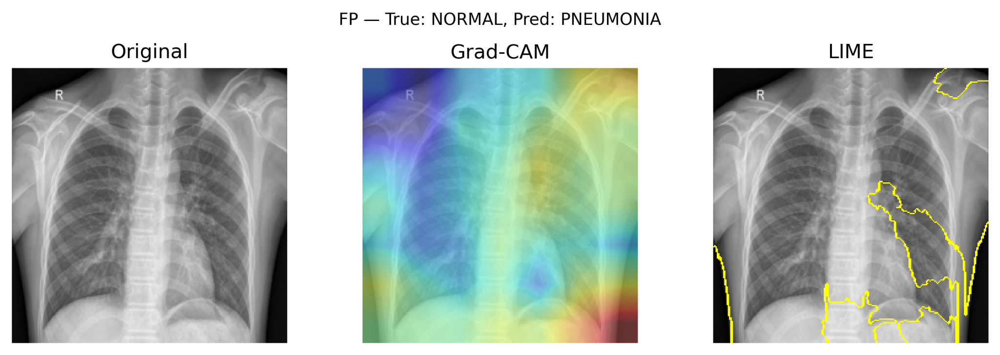 FP — True: NORMAL, Pred: PNEUMONIA
Original
Grad-CAM
LIME
R
R
R